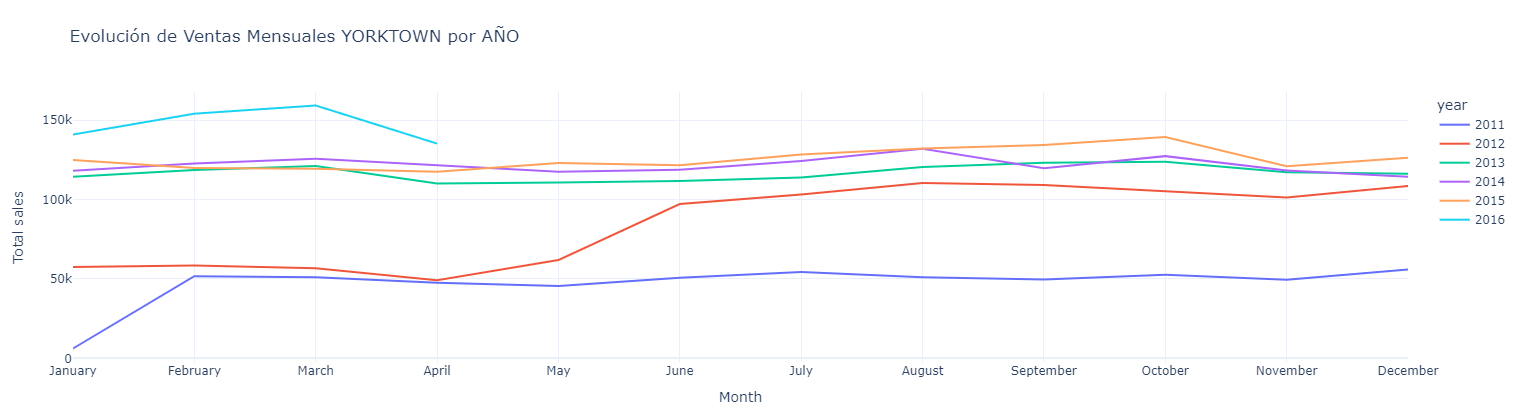 Evolución de Ventas Mensuales YORKTOWN por AÑO
year
2011
2012
2013
2014
2015
2016
Total sales
150k
100k
50k
0
January February March April May June July August September October November December
Month